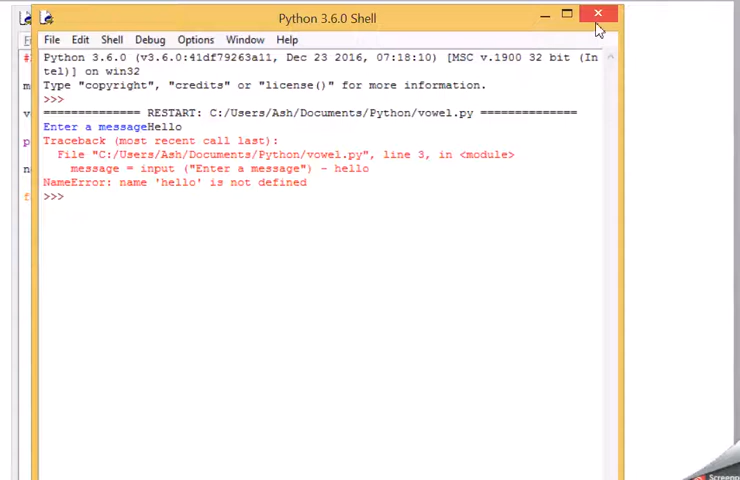 Python 3.6.0 Shell
File Edit Shell Debug Options Window Help
Python 3.6.0 (v3.6.0:41df79263a11, Dec 23 2016, 07:18:10) [MSC v.1900 32 bit (In
tel)] on win32
Type "copyright", "credits" or "license()" for more information.
>>>
============== RESTART: C:/Users/Ash/Documents/Python/vowel.py ==============
Enter a messageHello
Traceback (most recent call last):
File "C:/Users/Ash/Documents/Python/vowel.py", line 3, in <module>
message = input ("Enter a message") - hello
NameError: name 'hello' is not defined
>>>